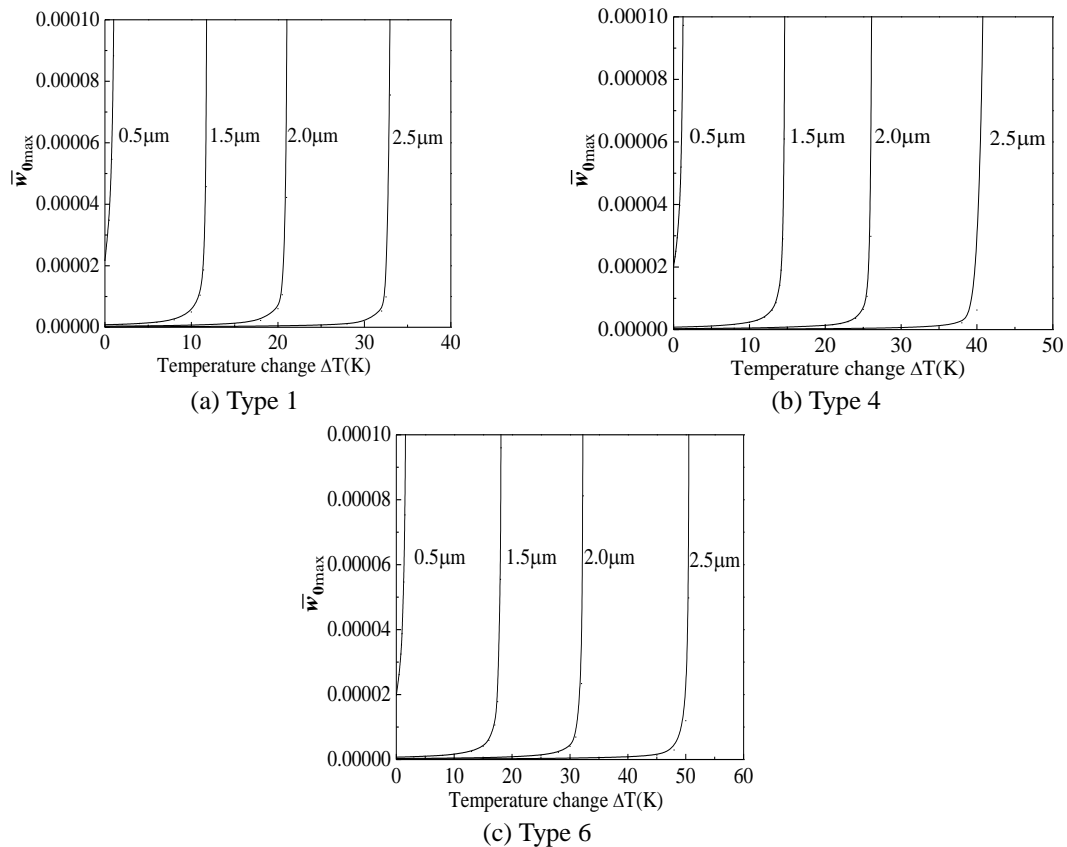 0.00010
0.00008
0.00006
0.00004
0.00002
0.00000
w̅0max
0.5μm
1.5μm
2.0μm
2.5μm
0 10 20 30 40
Temperature change ΔT(K)
(a) Type 1
0.00010
0.00008
0.00006
0.00004
0.00002
0.00000
w̅0max
0.5μm
1.5μm
2.0μm
2.5μm
0 10 20 30 40 50
Temperature change ΔT(K)
(b) Type 4
0.00010
0.00008
0.00006
0.00004
0.00002
0.00000
w̅0max
0.5μm
1.5μm
2.0μm
2.5μm
0 10 20 30 40 50 60
Temperature change ΔT(K)
(c) Type 6